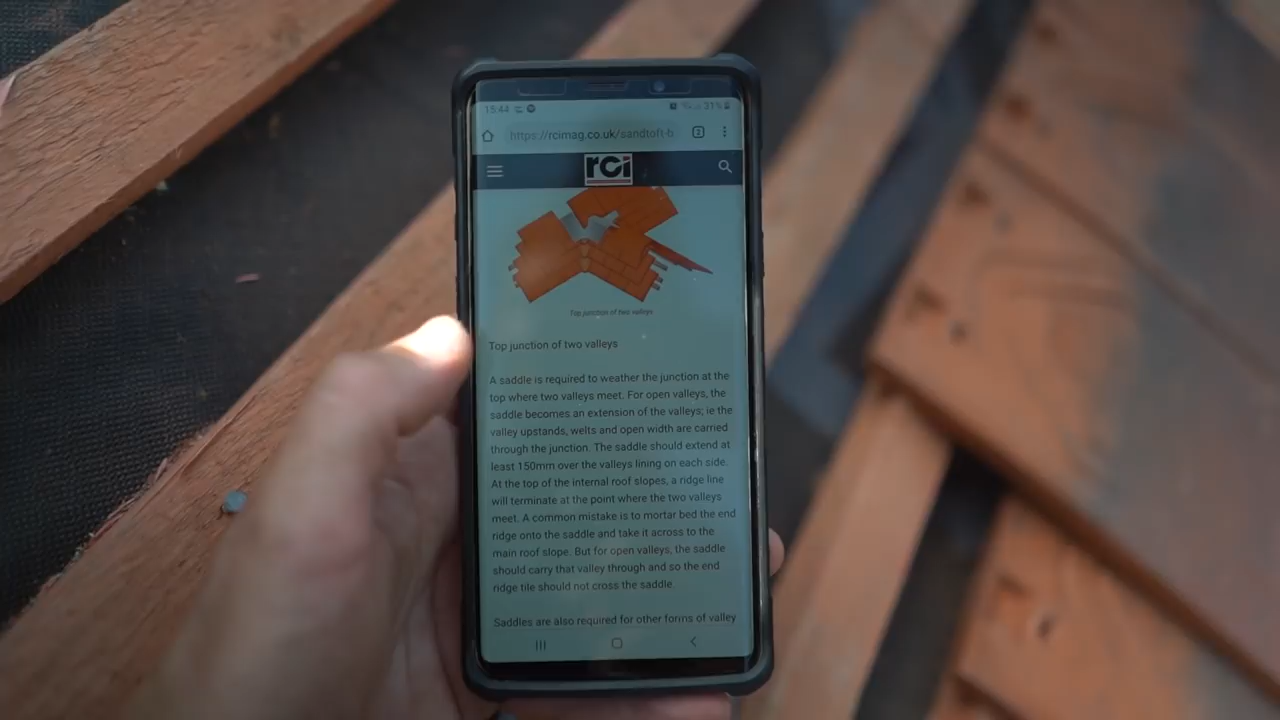 15:44
31%
https://rcimag.co.uk/sandtoft-b
2
rci
Top junction of two valleys
Top junction of two valleys
A saddle is required to weather the junction at the
top where two valleys meet. For open valleys, the
saddle becomes an extension of the valleys; ie the
valley upstands, welts and open width are carried
through the junction. The saddle should extend at
least 150mm over the valleys lining on each side.
At the top of the internal roof slopes, a ridge line
will terminate at the point where the two valleys
meet. A common mistake is to mortar bed the end
ridge onto the saddle and take it across to the
main roof slope. But for open valleys, the saddle
should carry that valley through and so the end
ridge tile should not cross the saddle.
Saddles are also required for other forms of valley